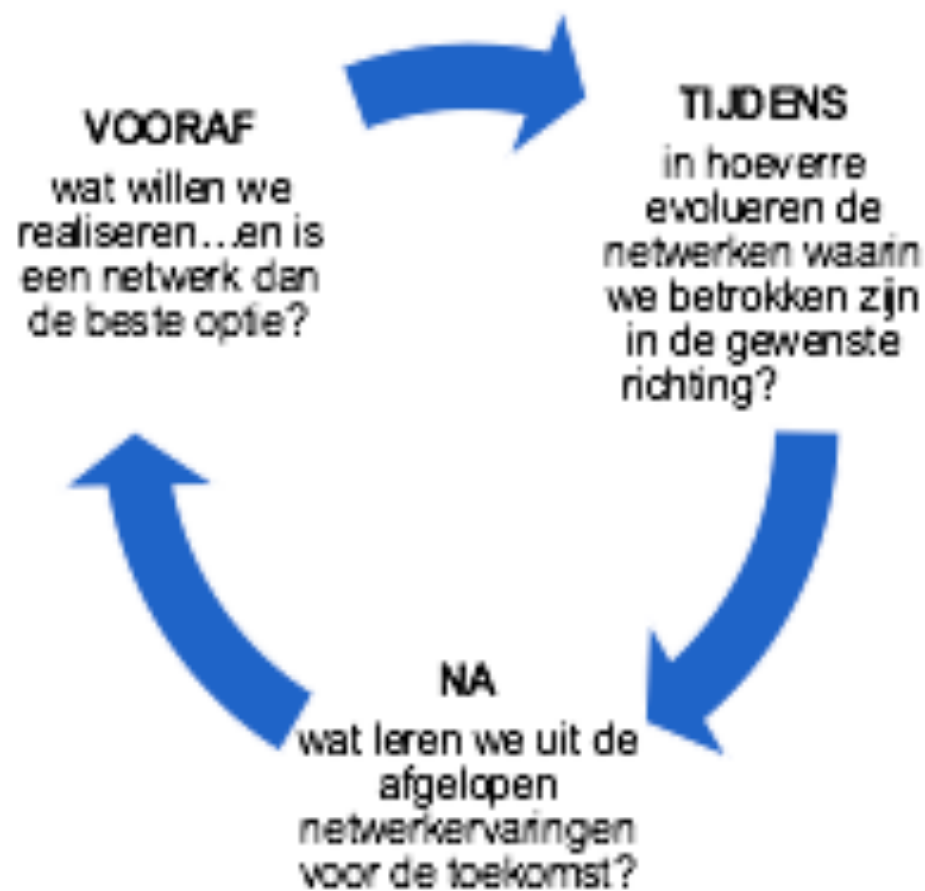 VOORAF
wat willen we
realiseren...en is
een netwerk dan
de beste optie?
TIJDENS
in hoeverre
evolueren de
netwerken waarin
we betrokken zijn
in de gewenste
richting?
NA
wat leren we uit de
afgelopen
netwerkervaringen
voor de toekomst?